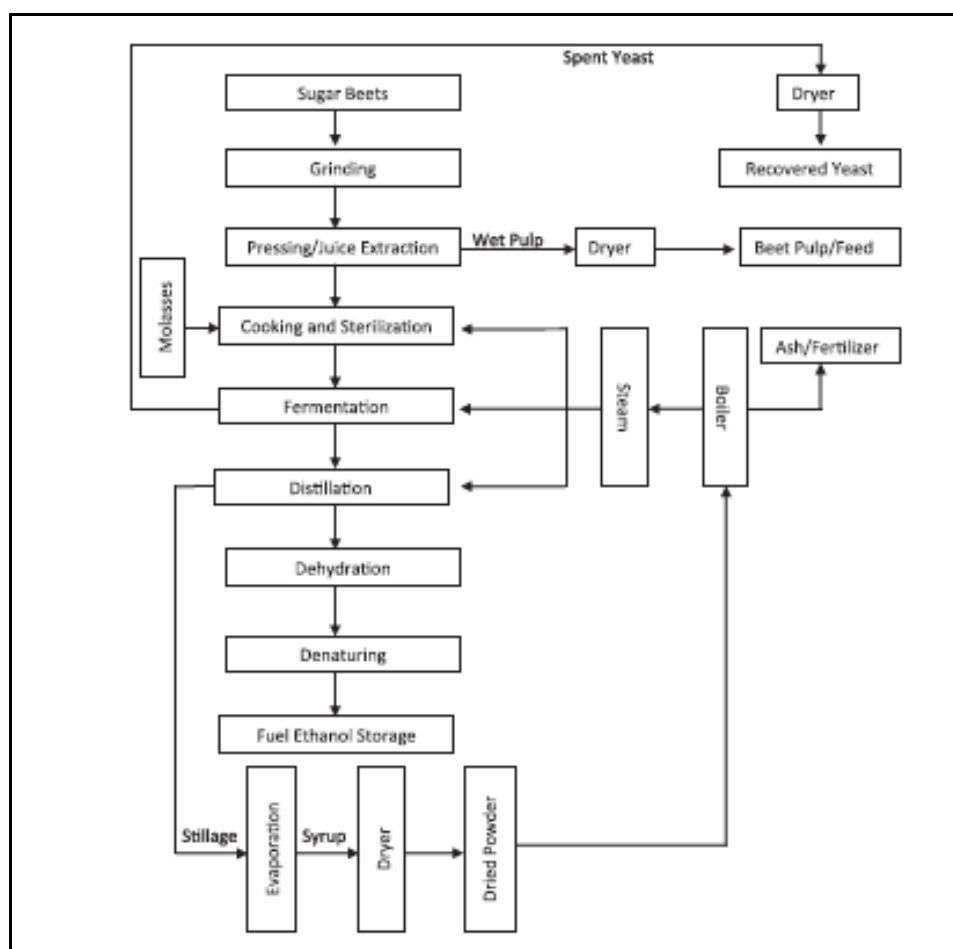 Spent Yeast
Sugar Beets
Dryer
Grinding
Recovered Yeast
Pressing/Juice Extraction
Wet Pulp
Dryer
Beet Pulp/Feed
Molasses
Cooking and Sterilization
Steam
Boiler
Ash/Fertilizer
Fermentation
Distillation
Dehydration
Denaturing
Fuel Ethanol Storage
Stillage
Evaporation
Syrup
Dryer
Dried Powder